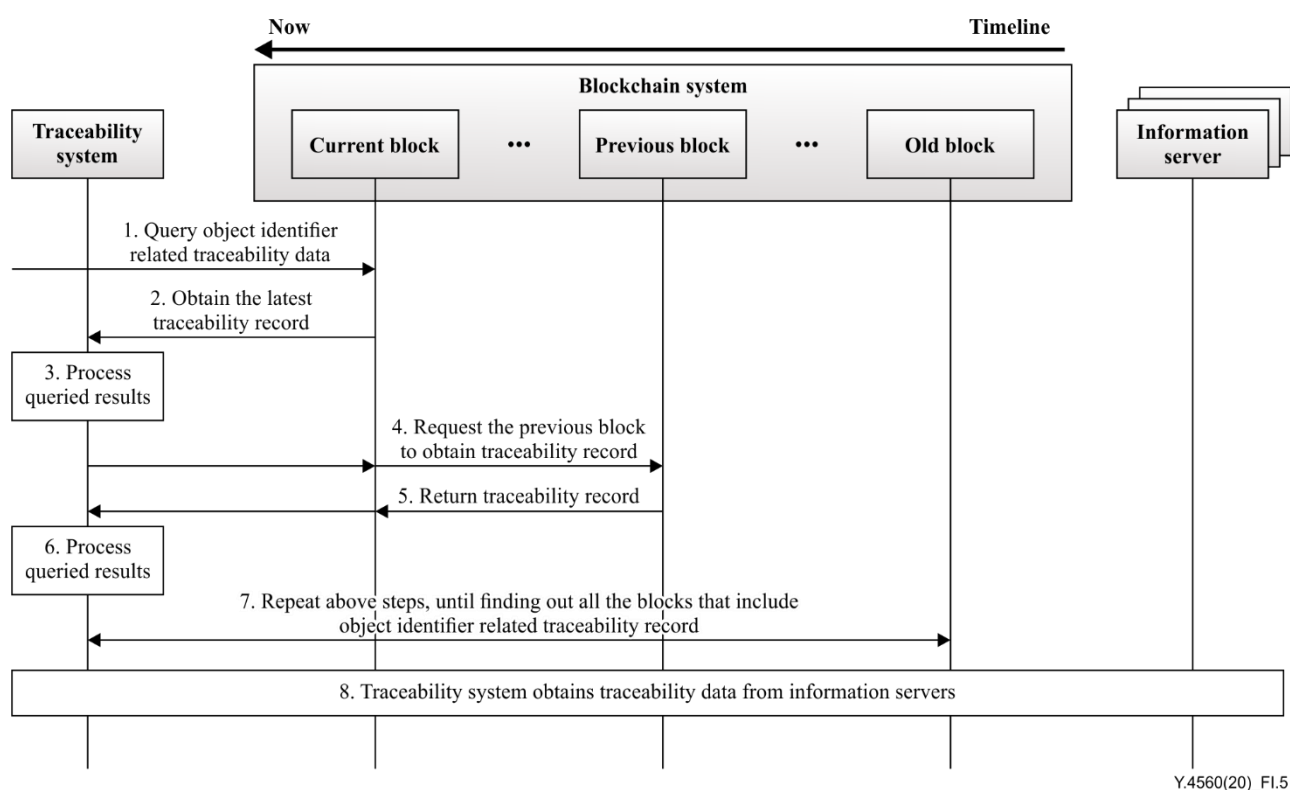 Now
Timeline
Blockchain system
Traceability
system
Current block
•••
Previous block
•••
Old block
Information
server
1. Query object identifier
related traceability data
2. Obtain the latest
traceability record
3. Process
queried results
4. Request the previous block
to obtain traceability record
5. Return traceability record
6. Process
queried results
7. Repeat above steps, until finding out all the blocks that include
object identifier related traceability record
8. Traceability system obtains traceability data from information servers
Y.4560(20)_FI.5